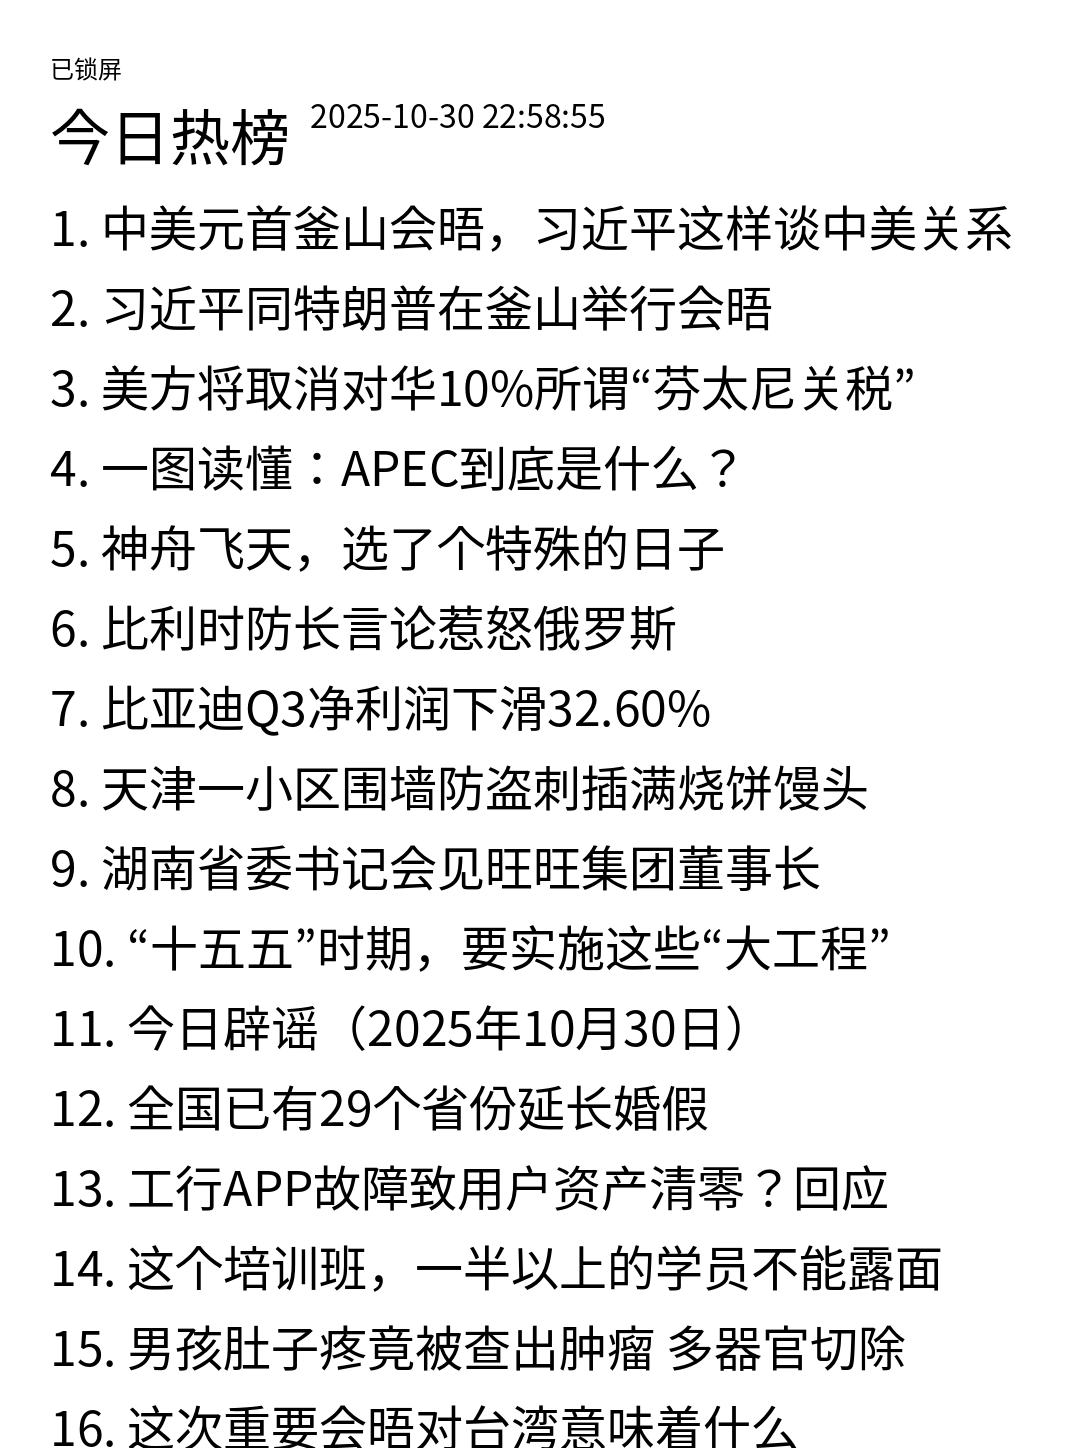 已锁屏
今日热榜 2025-10-30 22:58:55
1. 中美元首釜山会晤，习近平这样谈中美关系
2. 习近平同特朗普在釜山举行会晤
3. 美方将取消对华10%所谓“芬太尼关税”
4. 一图读懂：APEC到底是什么？
5. 神舟飞天，选了个特殊的日子
6. 比利时防长言论惹怒俄罗斯
7. 比亚迪Q3净利润下滑32.60%
8. 天津一小区围墙防盗刺插满烧饼馒头
9. 湖南省委书记会见旺旺集团董事长
10. “十五五”时期，要实施这些“大工程”
11. 今日辟谣（2025年10月30日）
12. 全国已有29个省份延长婚假
13. 工行APP故障致用户资产清零？回应
14. 这个培训班，一半以上的学员不能露面
15. 男孩肚子疼竟被查出肿瘤 多器官切除
16. 这次重要会晤对台湾意味着什么